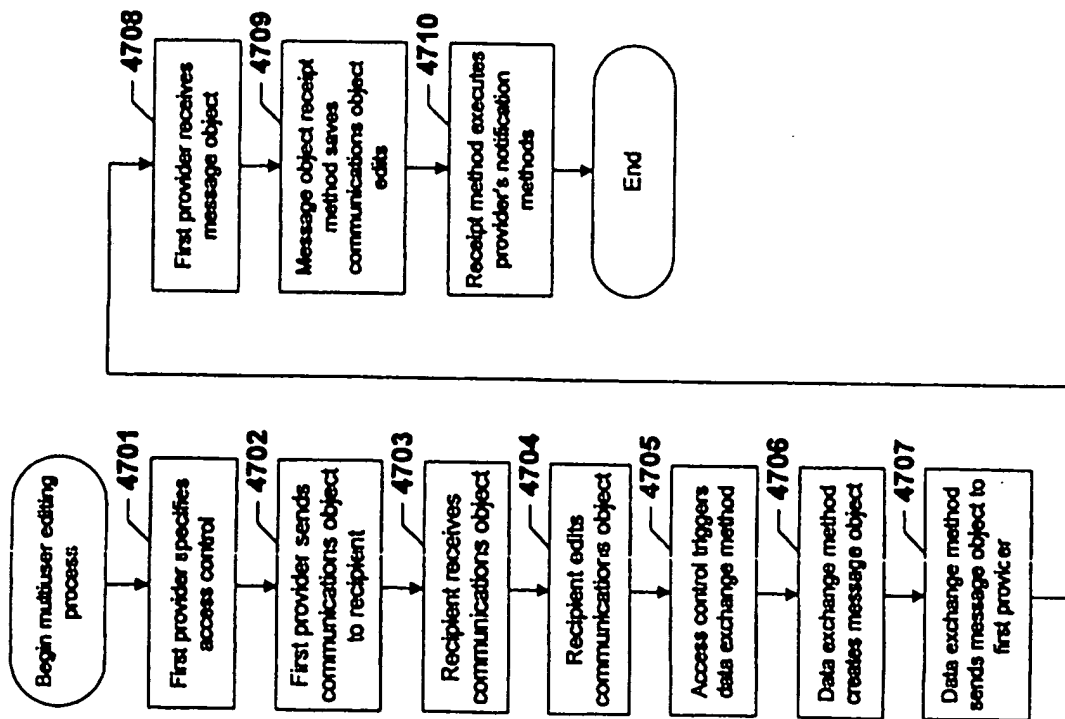 Begin multiuser editing
process
4701
First provider specifies
access control
4702
First provider sends
communications object
to recipient
4703
Recipient receives
communications object
4704
Recipient edits
communications object
4705
Access control triggers
data exchange method
4706
Data exchange method
creates message object
4707
Data exchange method
sends message object to
first provider
4708
First provider receives
message object
4709
Message object receipt
method saves
communications object
edits
4710
Receipt method executes
provider's notification
methods
End